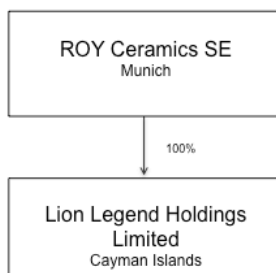 ROY Ceramics SE
Munich
100%
Lion Legend Holdings
Limited
Cayman Islands